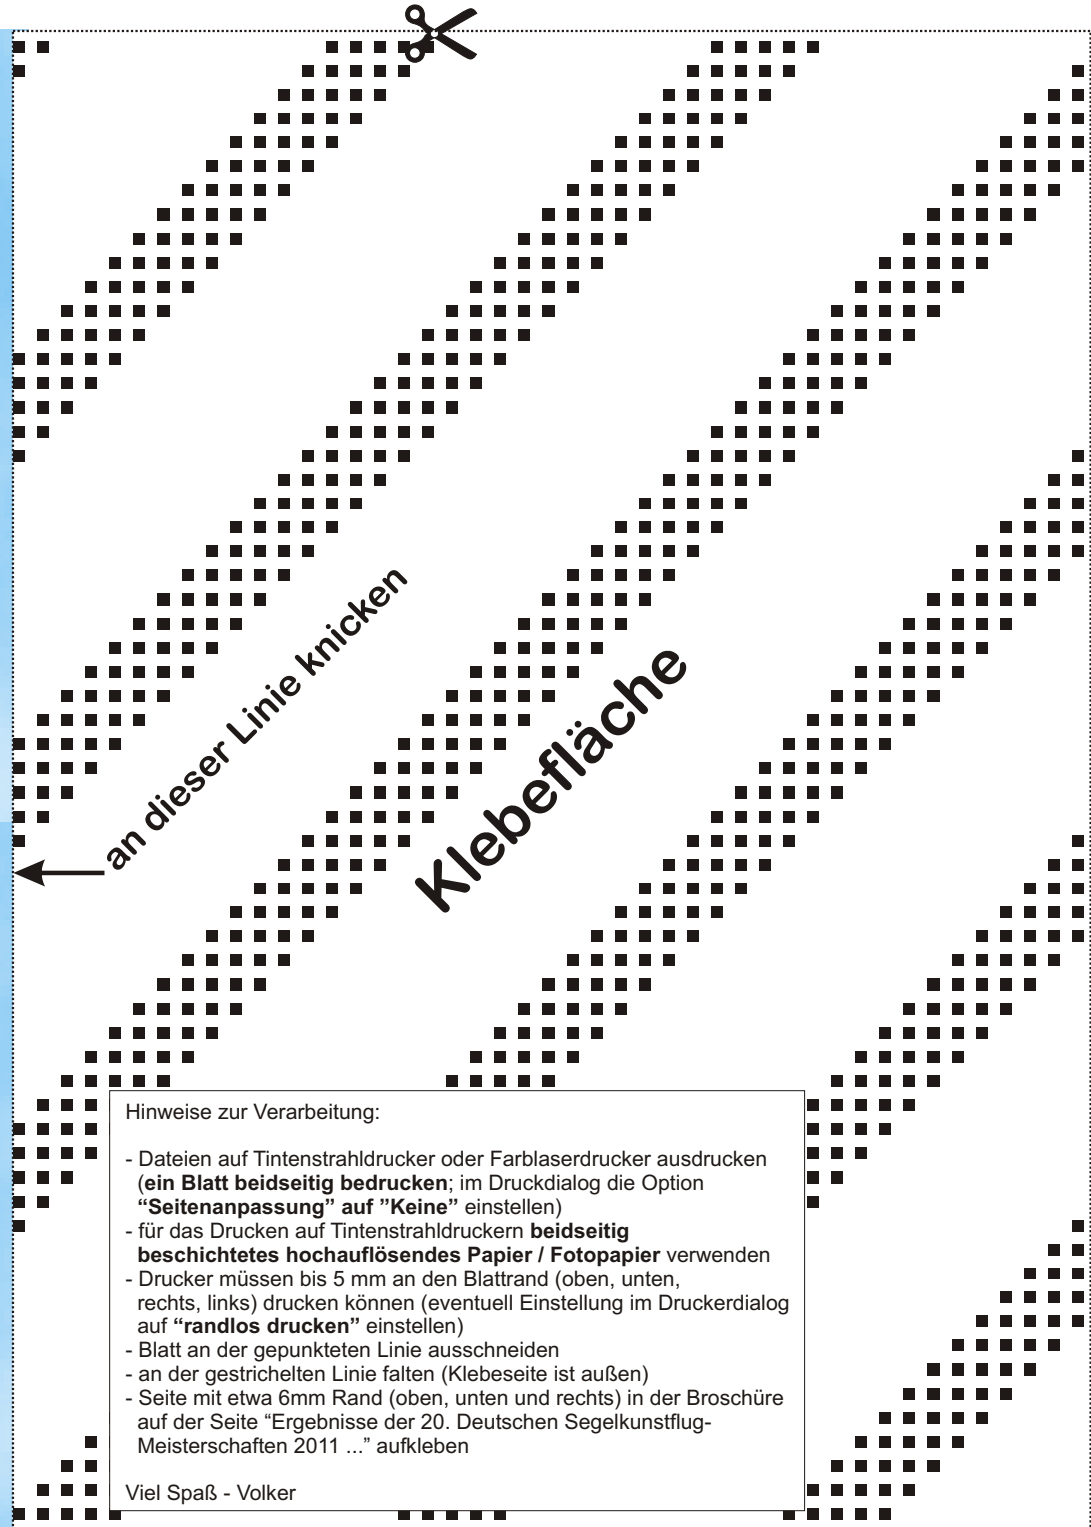 an dieser Linie knicken
Klebefläche
Hinweise zur Verarbeitung:
- Dateien auf Tintenstrahldrucker oder Farblaserdrucker ausdrucken
(ein Blatt beidseitig bedrucken; im Druckdialog die Option
“Seitenanpassung” auf ”Keine” einstellen)
- für das Drucken auf Tintenstrahldruckern beidseitig
beschichtetes hochauflösendes Papier / Fotopapier verwenden
- Drucker müssen bis 5 mm an den Blattrand (oben, unten,
rechts, links) drucken können (eventuell Einstellung im Druckerdialog
auf “randlos drucken” einstellen)
- Blatt an der gepunkteten Linie ausschneiden
- an der gestrichelten Linie falten (Klebeseite ist außen)
- Seite mit etwa 6mm Rand (oben, unten und rechts) in der Broschüre
auf der Seite “Ergebnisse der 20. Deutschen Segelkunstflug-
Meisterschaften 2011 ...” aufkleben
Viel Spaß - Volker